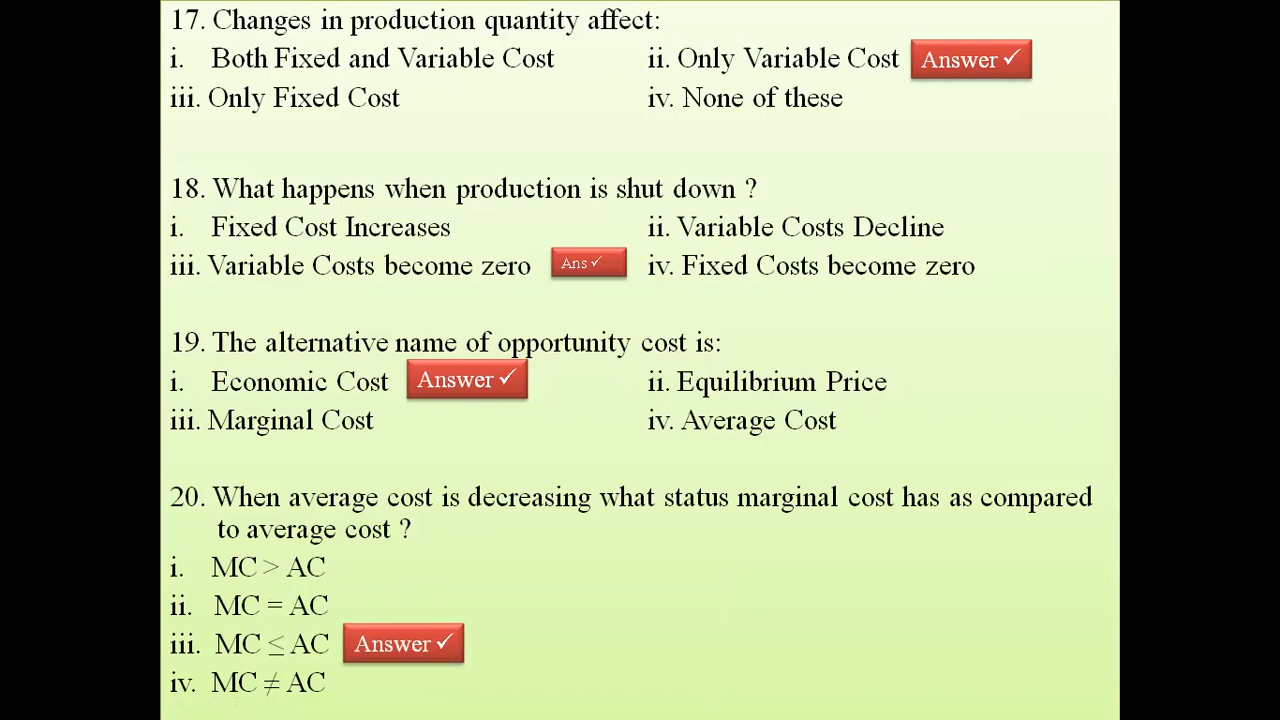 17. Changes in production quantity affect:
i. Both Fixed and Variable Cost ii. Only Variable Cost Answer ✓
iii. Only Fixed Cost iv. None of these
18. What happens when production is shut down ?
i. Fixed Cost Increases ii. Variable Costs Decline
iii. Variable Costs become zero Ans ✓ iv. Fixed Costs become zero
19. The alternative name of opportunity cost is:
i. Economic Cost Answer ✓ ii. Equilibrium Price
iii. Marginal Cost iv. Average Cost
20. When average cost is decreasing what status marginal cost has as compared
to average cost ?
i. MC > AC
ii. MC = AC
iii. MC ≤ AC Answer ✓
iv. MC ≠ AC